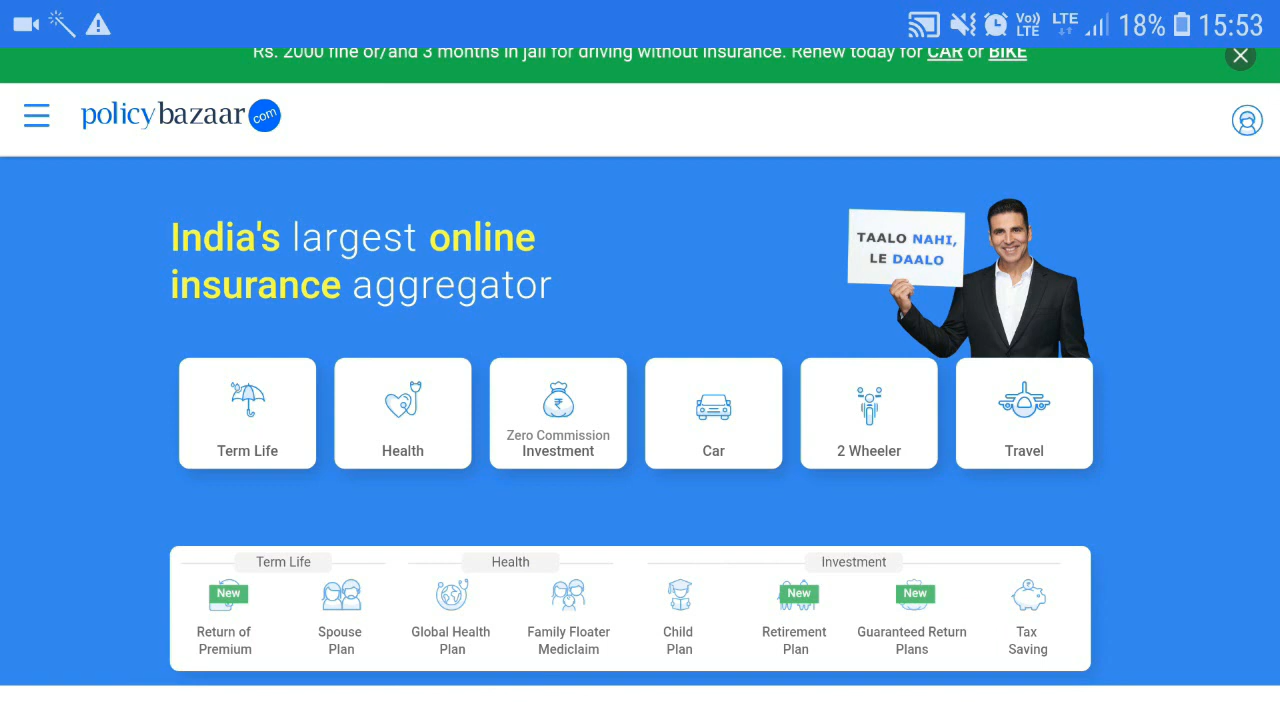 Vo)) LTE
LTE 18% 15:53
Rs. 2000 fine or/and 3 months in jail for driving without insurance. Renew today for CAR or BIKE
policybazaar.com
India's largest online
insurance aggregator
TAALO NAHI,
LE DAALO
Term Life
Health
Zero Commission
Investment
Car
2 Wheeler
Travel
Term Life
Health
Investment
New
New
New
Return of
Premium
Spouse
Plan
Global Health
Plan
Family Floater
Mediclaim
Child
Plan
Retirement
Plan
Guaranteed Return
Plans
Tax
Saving